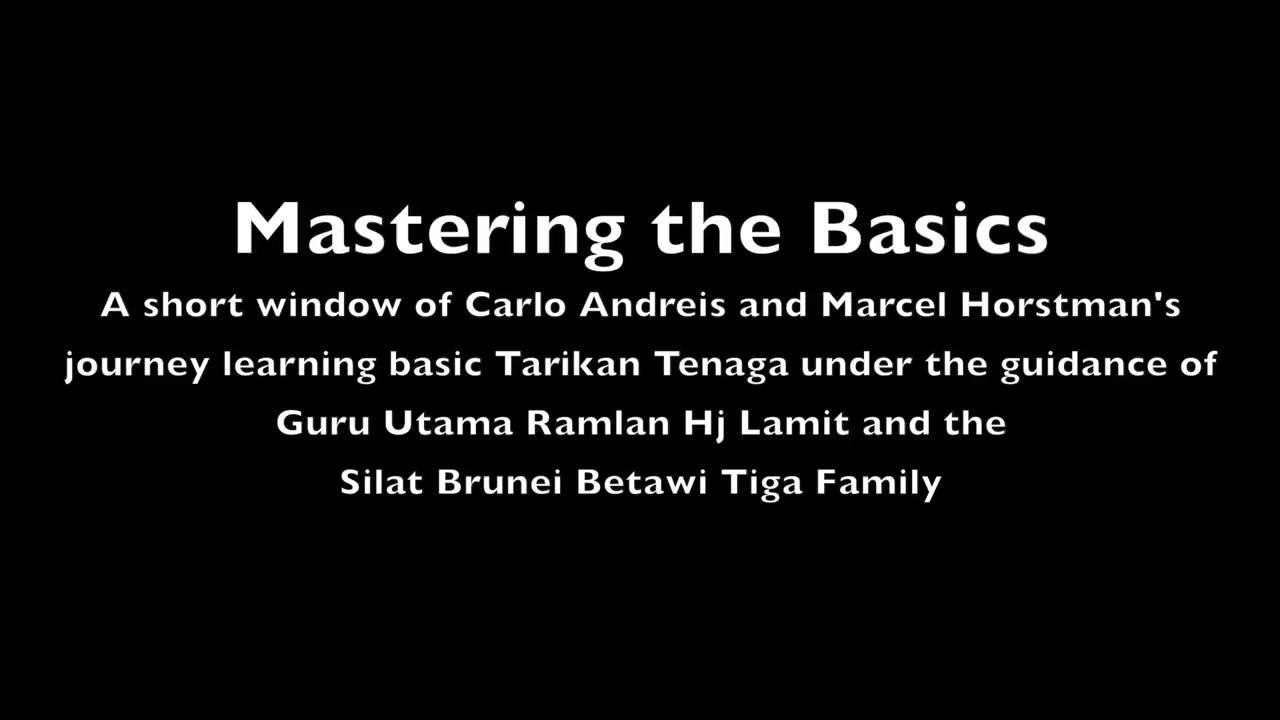 Mastering the Basics
A short window of Carlo Andreis and Marcel Horstman's
journey learning basic Tarikan Tenaga under the guidance of
Guru Utama Ramlan Hj Lamit and the
Silat Brunei Betawi Tiga Family